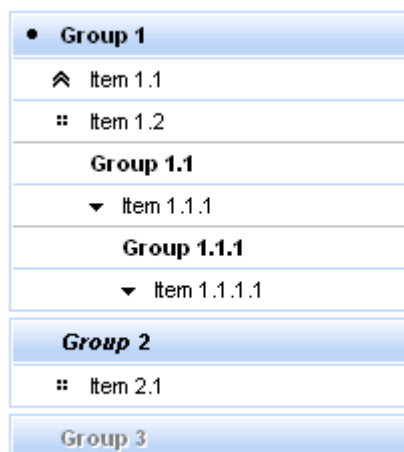 Group 1
Item 1.1
Item 1.2
Group 1.1
Item 1.1.1
Group 1.1.1
Item 1.1.1.1
Group 2
Item 2.1
Group 3